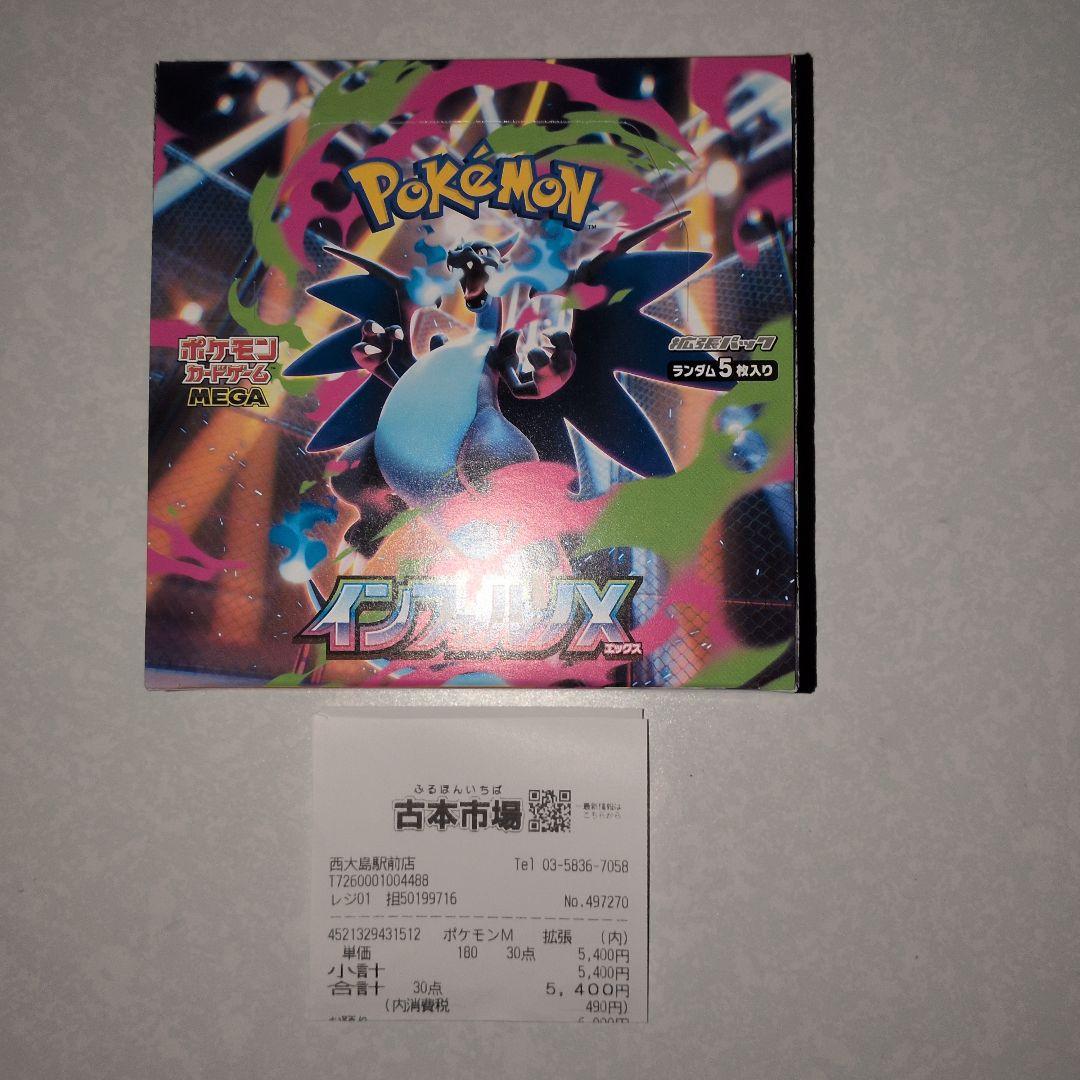 POKéMON
TM
ポケモン
カードゲーム
MEGA
拡張パック
ランダム5枚入り
インフェルノX
エックス
ふるほんいちば
古本市場
最新情報は
こちらから
西大島駅前店 Tel 03-5836-7058
T7260001004488
レジ01 担50199716 No.497270
4521329431512 ポケモンM 拡張 (内)
単価 180 30点 5,400円
小計 5,400円
合計 30点 5,400円
(内消費税 490円)